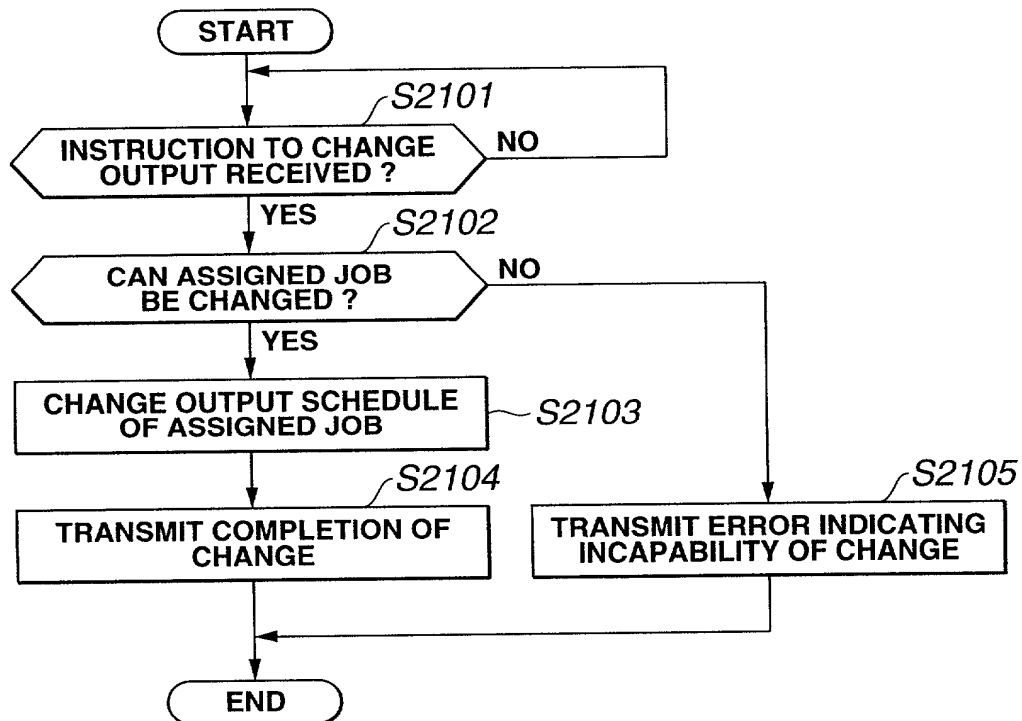 START
S2101
INSTRUCTION TO CHANGE
OUTPUT RECEIVED ?
NO
YES
S2102
CAN ASSIGNED JOB
BE CHANGED ?
NO
YES
CHANGE OUTPUT SCHEDULE
OF ASSIGNED JOB
S2103
S2104
TRANSMIT COMPLETION OF
CHANGE
S2105
TRANSMIT ERROR INDICATING
INCAPABILITY OF CHANGE
END